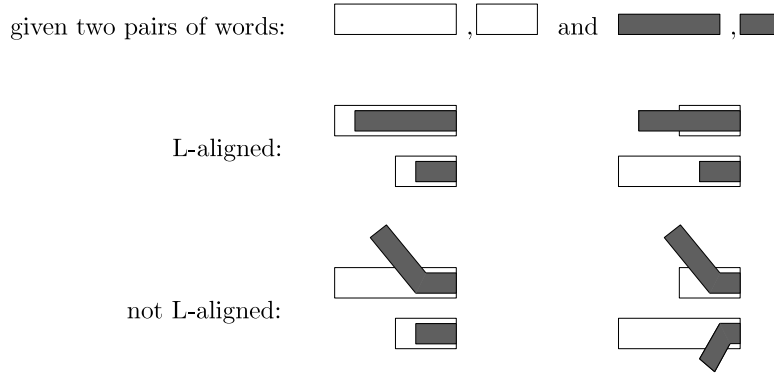 given two pairs of words: , and ,
L-aligned:
not L-aligned: